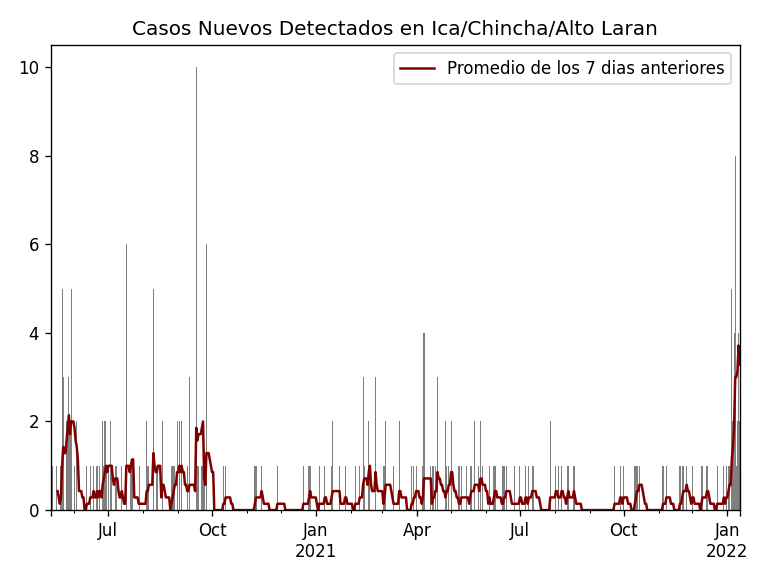 Casos Nuevos Detectados en Ica/Chincha/Alto Laran
Promedio de los 7 dias anteriores
10
8
6
4
2
0
Jul Oct Jan Apr Jul Oct Jan
2021 2022